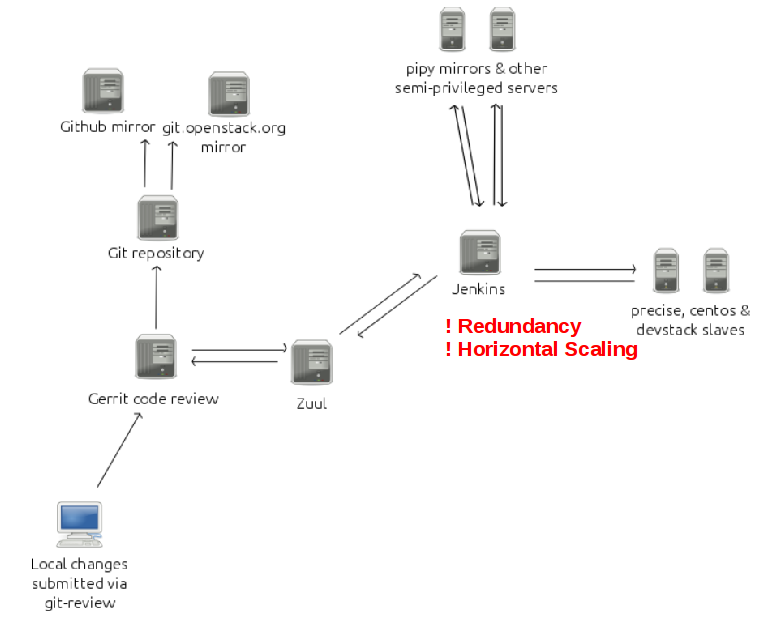 pipy mirrors & other
semi-privileged servers
Github mirror
git.openstack.org
mirror
Git repository
Jenkins
precise, centos &
devstack slaves
! Redundancy
! Horizontal Scaling
Gerrit code review
Zuul
Local changes
submitted via
git-review